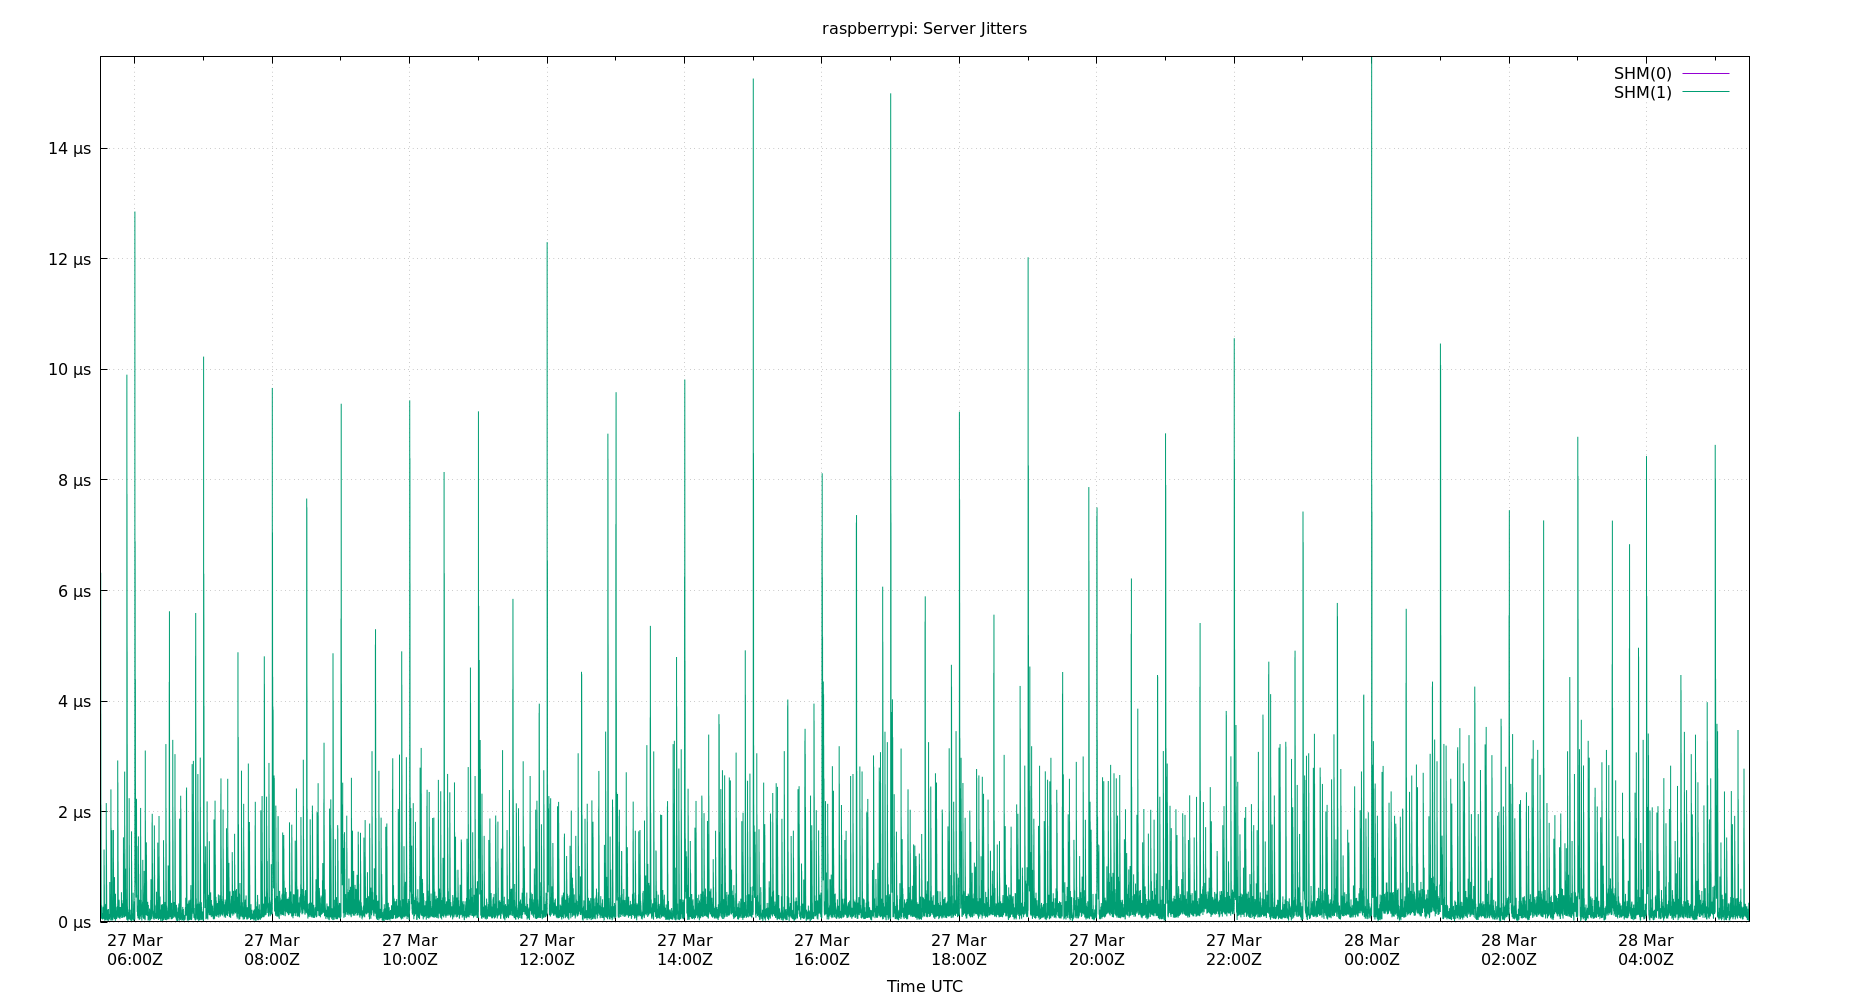 raspberrypi: Server Jitters
SHM(0)
SHM(1)
14 µs
12 µs
10 µs
8 µs
6 µs
4 µs
2 µs
0 µs
27 Mar 27 Mar 27 Mar 27 Mar 27 Mar 27 Mar 27 Mar 27 Mar 27 Mar 28 Mar 28 Mar 28 Mar
06:00Z 08:00Z 10:00Z 12:00Z 14:00Z 16:00Z 18:00Z 20:00Z 22:00Z 00:00Z 02:00Z 04:00Z
Time UTC